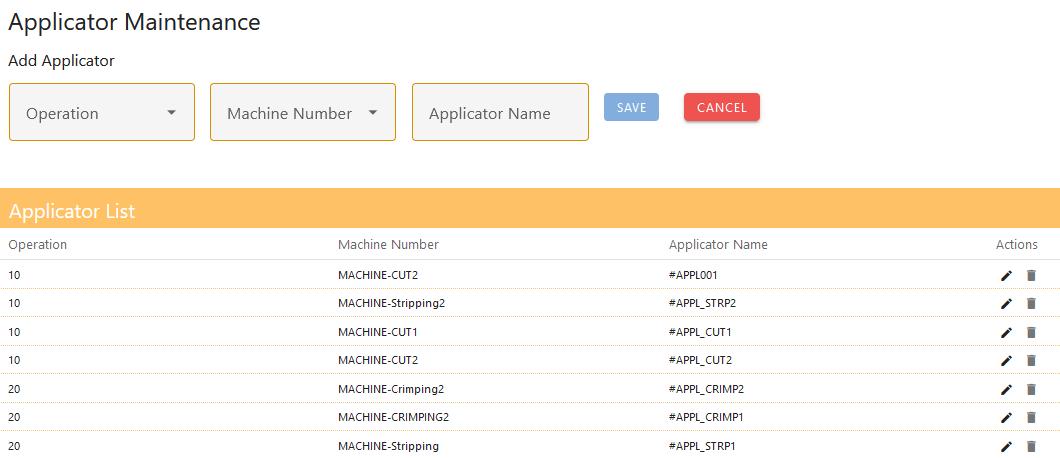 Applicator Maintenance
Add Applicator
Operation Machine Number Applicator Name SAVE CANCEL
Applicator List
Operation Machine Number Applicator Name Actions
10 MACHINE-CUT2 #APPL001
10 MACHINE-Stripping2 #APPL_STRP2
10 MACHINE-CUT1 #APPL_CUT1
10 MACHINE-CUT2 #APPL_CUT2
20 MACHINE-Crimping2 #APPL_CRIMP2
20 MACHINE-CRIMPING2 #APPL_CRIMP1
20 MACHINE-Stripping #APPL_STRP1